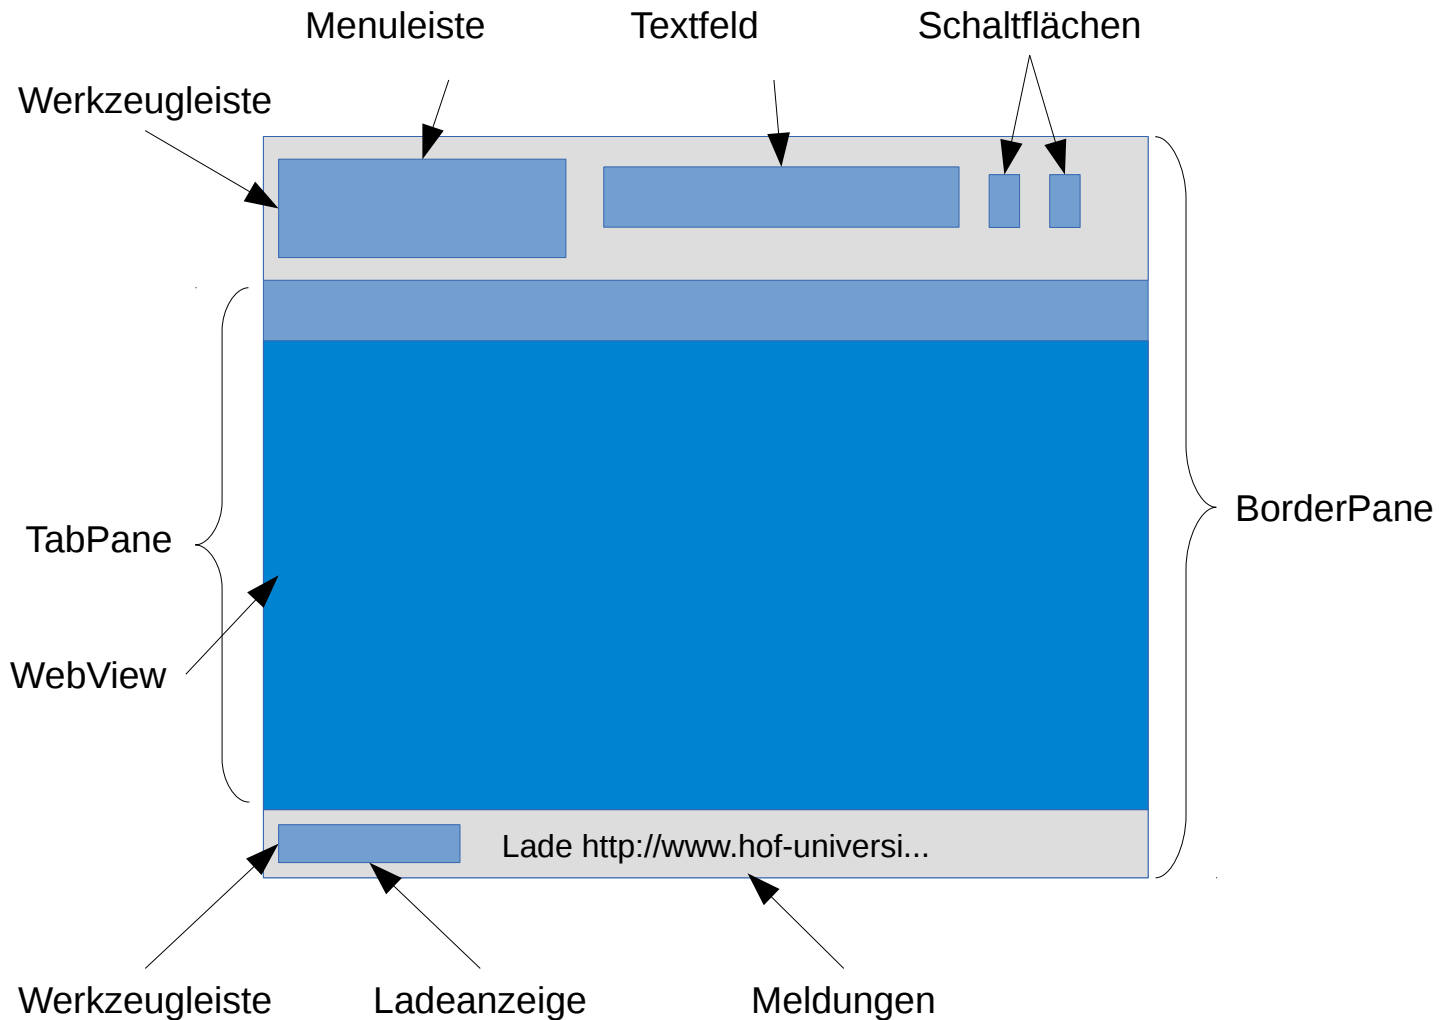 Menuleiste
Textfeld
Schaltflächen
Werkzeugleiste
BorderPane
TabPane
WebView
Lade http://www.hof-universi...
Werkzeugleiste
Ladeanzeige
Meldungen